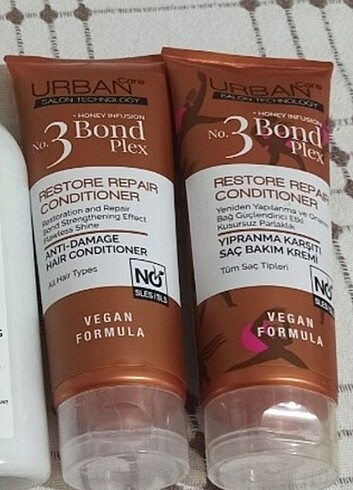 URBAN care
SALON TECHNOLOGY
+ HONEY INFUSION
No. 3 Bond
Plex
RESTORE REPAIR
CONDITIONER
Restoration and Repair
Bond Strengthening Effect
Flawless Shine
ANTI-DAMAGE
HAIR CONDITIONER
All Hair Types
NO
SLES/SLS
VEGAN
FORMULA
URBAN care
SALON TECHNOLOGY
+ HONEY INFUSION
No. 3 Bond
Plex
RESTORE REPAIR
CONDITIONER
Yeniden Yapılanma ve Onarım
Bağ Güçlendirici Etki
Kusursuz Parlaklık
YIPRANMA KARŞITI
SAÇ BAKIM KREMİ
Tüm Saç Tipleri
NO
SLES/SLS
VEGAN
FORMULA